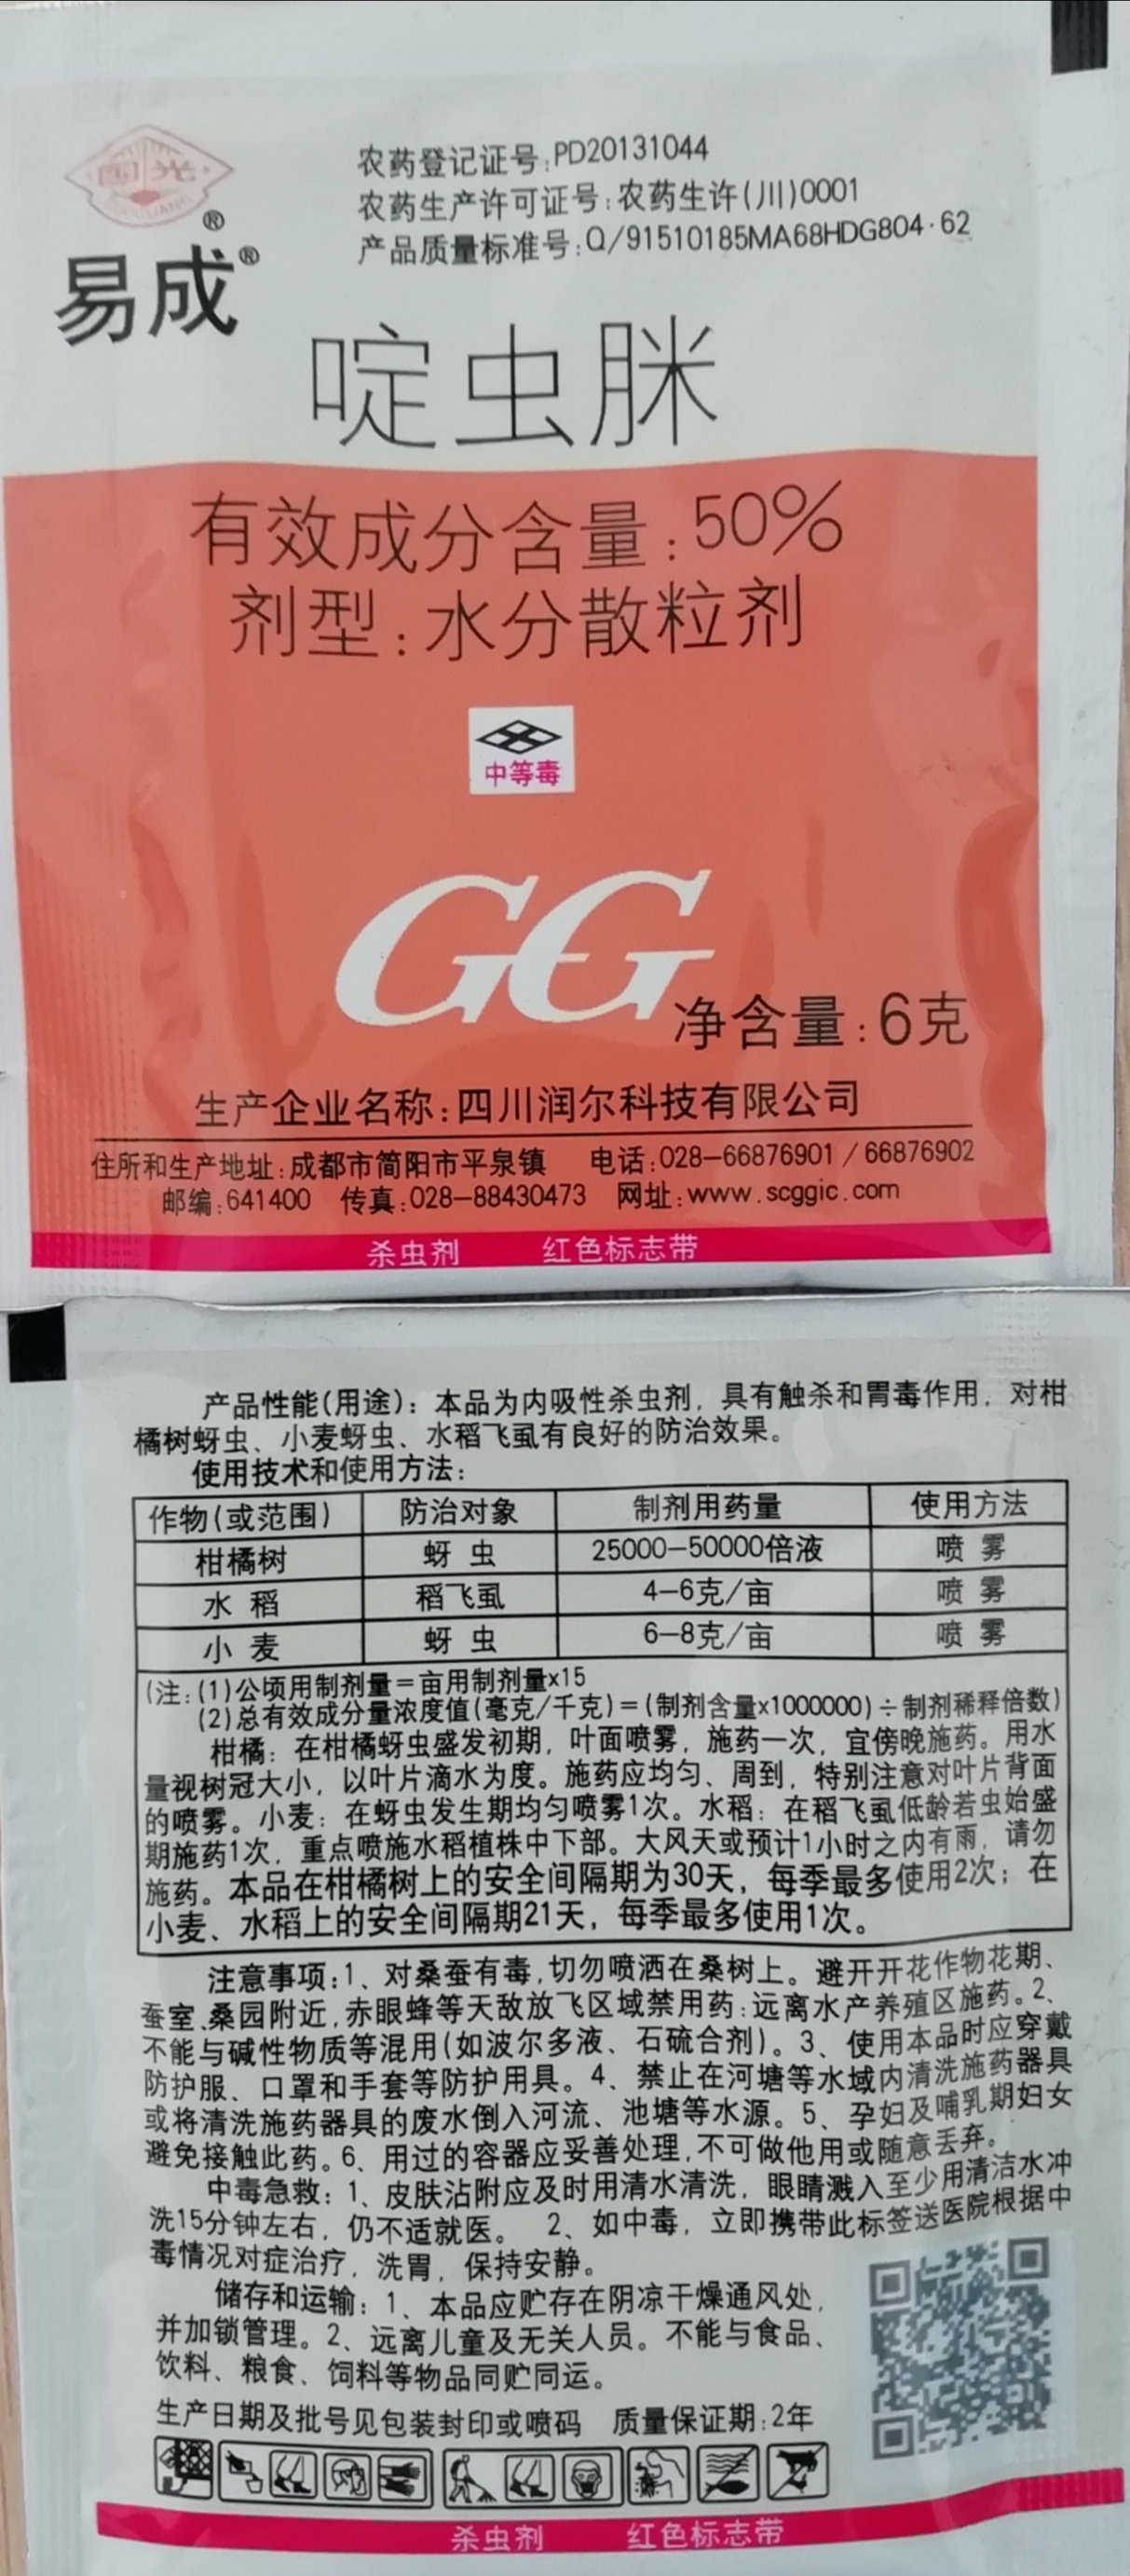 国光
GUOGUANG
®
易成®
农药登记证号:PD20131044
农药生产许可证号:农药生许(川)0001
产品质量标准号:Q/91510185MA68HDG804·62
啶虫脒
有效成分含量:50%
剂型:水分散粒剂
中等毒
GG
净含量:6克
生产企业名称:四川润尔科技有限公司
住所和生产地址:成都市简阳市平泉镇 电话:028-66876901/66876902
邮编:641400 传真:028-88430473 网址:www.scggic.com
杀虫剂 红色标志带
产品性能(用途):本品为内吸性杀虫剂,具有触杀和胃毒作用,对柑
橘树蚜虫、小麦蚜虫、水稻飞虱有良好的防治效果。
使用技术和使用方法:
作物(或范围) 防治对象 制剂用药量 使用方法
柑橘树 蚜虫 25000-50000倍液 喷雾
水稻 稻飞虱 4-6克/亩 喷雾
小麦 蚜虫 6-8克/亩 喷雾
(注:(1)公顷用制剂量=亩用制剂量x15
(2)总有效成分量浓度值(毫克/千克)=(制剂含量x1000000)÷制剂稀释倍数)
柑橘:在柑橘蚜虫盛发初期,叶面喷雾,施药一次,宜傍晚施药。用水
量视树冠大小,以叶片滴水为度。施药应均匀、周到,特别注意对叶片背面
的喷雾。小麦:在蚜虫发生期均匀喷雾1次。水稻:在稻飞虱低龄若虫始盛
期施药1次,重点喷施水稻植株中下部。大风天或预计1小时之内有雨,请勿
施药。本品在柑橘树上的安全间隔期为30天,每季最多使用2次;在
小麦、水稻上的安全间隔期21天,每季最多使用1次。
注意事项:1、对桑蚕有毒,切勿喷洒在桑树上。避开开花作物花期、
蚕室、桑园附近,赤眼蜂等天敌放飞区域禁用药;远离水产养殖区施药。2、
不能与碱性物质等混用(如波尔多液、石硫合剂)。3、使用本品时应穿戴
防护服、口罩和手套等防护用具。4、禁止在河塘等水域内清洗施药器具
或将清洗施药器具的废水倒入河流、池塘等水源。5、孕妇及哺乳期妇女
避免接触此药。6、用过的容器应妥善处理,不可做他用或随意丢弃。
中毒急救:1、皮肤沾附应及时用清水清洗,眼睛溅入至少用清洁水冲
洗15分钟左右,仍不适就医。 2、如中毒,立即携带此标签送医院根据中
毒情况对症治疗,洗胃,保持安静。
储存和运输:1、本品应贮存在阴凉干燥通风处,
并加锁管理。2、远离儿童及无关人员。不能与食品、
饮料、粮食、饲料等物品同贮同运。
生产日期及批号见包装封印或喷码 质量保证期:2年
杀虫剂 红色标志带